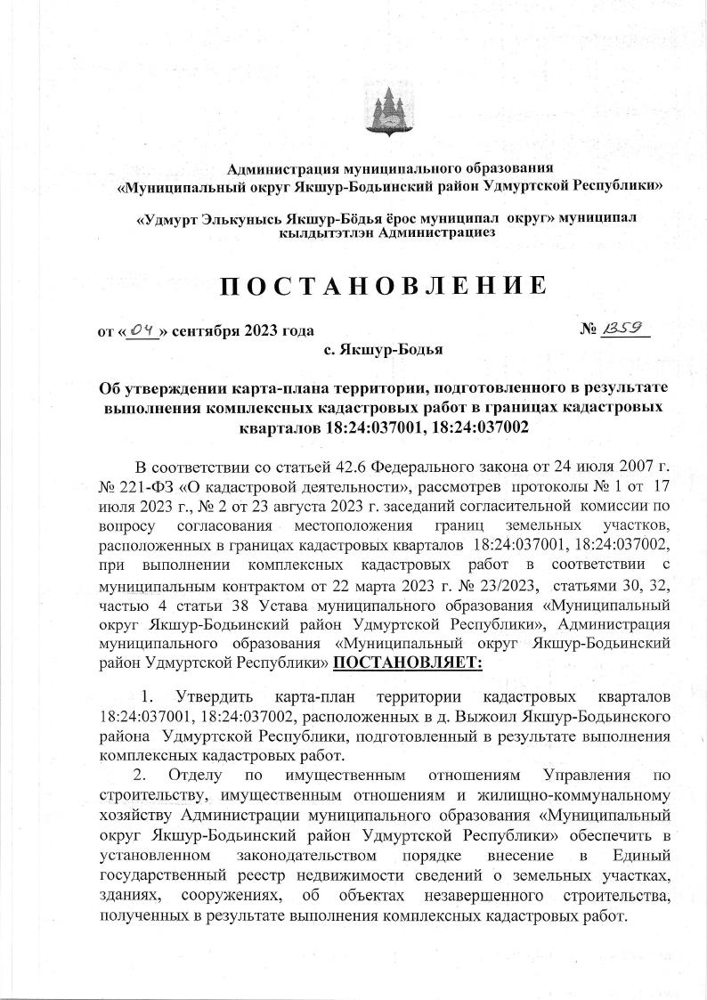 Администрация муниципального образования
«Муниципальный округ Якшур-Бодьинский район Удмуртской Республики»
«Удмурт Элькунысь Якшур-Бӧдья ёрос муниципал округ» муниципал
кылдытэтлэн Администрациез
П О С Т А Н О В Л Е Н И Е
от «04» сентября 2023 года № 1359
с. Якшур-Бодья
Об утверждении карта-плана территории, подготовленного в результате
выполнения комплексных кадастровых работ в границах кадастровых
кварталов 18:24:037001, 18:24:037002
В соответствии со статьей 42.6 Федерального закона от 24 июля 2007 г.
№ 221-ФЗ «О кадастровой деятельности», рассмотрев протоколы № 1 от 17
июля 2023 г., № 2 от 23 августа 2023 г. заседаний согласительной комиссии по
вопросу согласования местоположения границ земельных участков,
расположенных в границах кадастровых кварталов 18:24:037001, 18:24:037002,
при выполнении комплексных кадастровых работ в соответствии с
муниципальным контрактом от 22 марта 2023 г. № 23/2023, статьями 30, 32,
частью 4 статьи 38 Устава муниципального образования «Муниципальный
округ Якшур-Бодьинский район Удмуртской Республики», Администрация
муниципального образования «Муниципальный округ Якшур-Бодьинский
район Удмуртской Республики» ПОСТАНОВЛЯЕТ:
1. Утвердить карта-план территории кадастровых кварталов
18:24:037001, 18:24:037002, расположенных в д. Выжоил Якшур-Бодьинского
района Удмуртской Республики, подготовленный в результате выполнения
комплексных кадастровых работ.
2. Отделу по имущественным отношениям Управления по
строительству, имущественным отношениям и жилищно-коммунальному
хозяйству Администрации муниципального образования «Муниципальный
округ Якшур-Бодьинский район Удмуртской Республики» обеспечить в
установленном законодательством порядке внесение в Единый
государственный реестр недвижимости сведений о земельных участках,
зданиях, сооружениях, об объектах незавершенного строительства,
полученных в результате выполнения комплексных кадастровых работ.